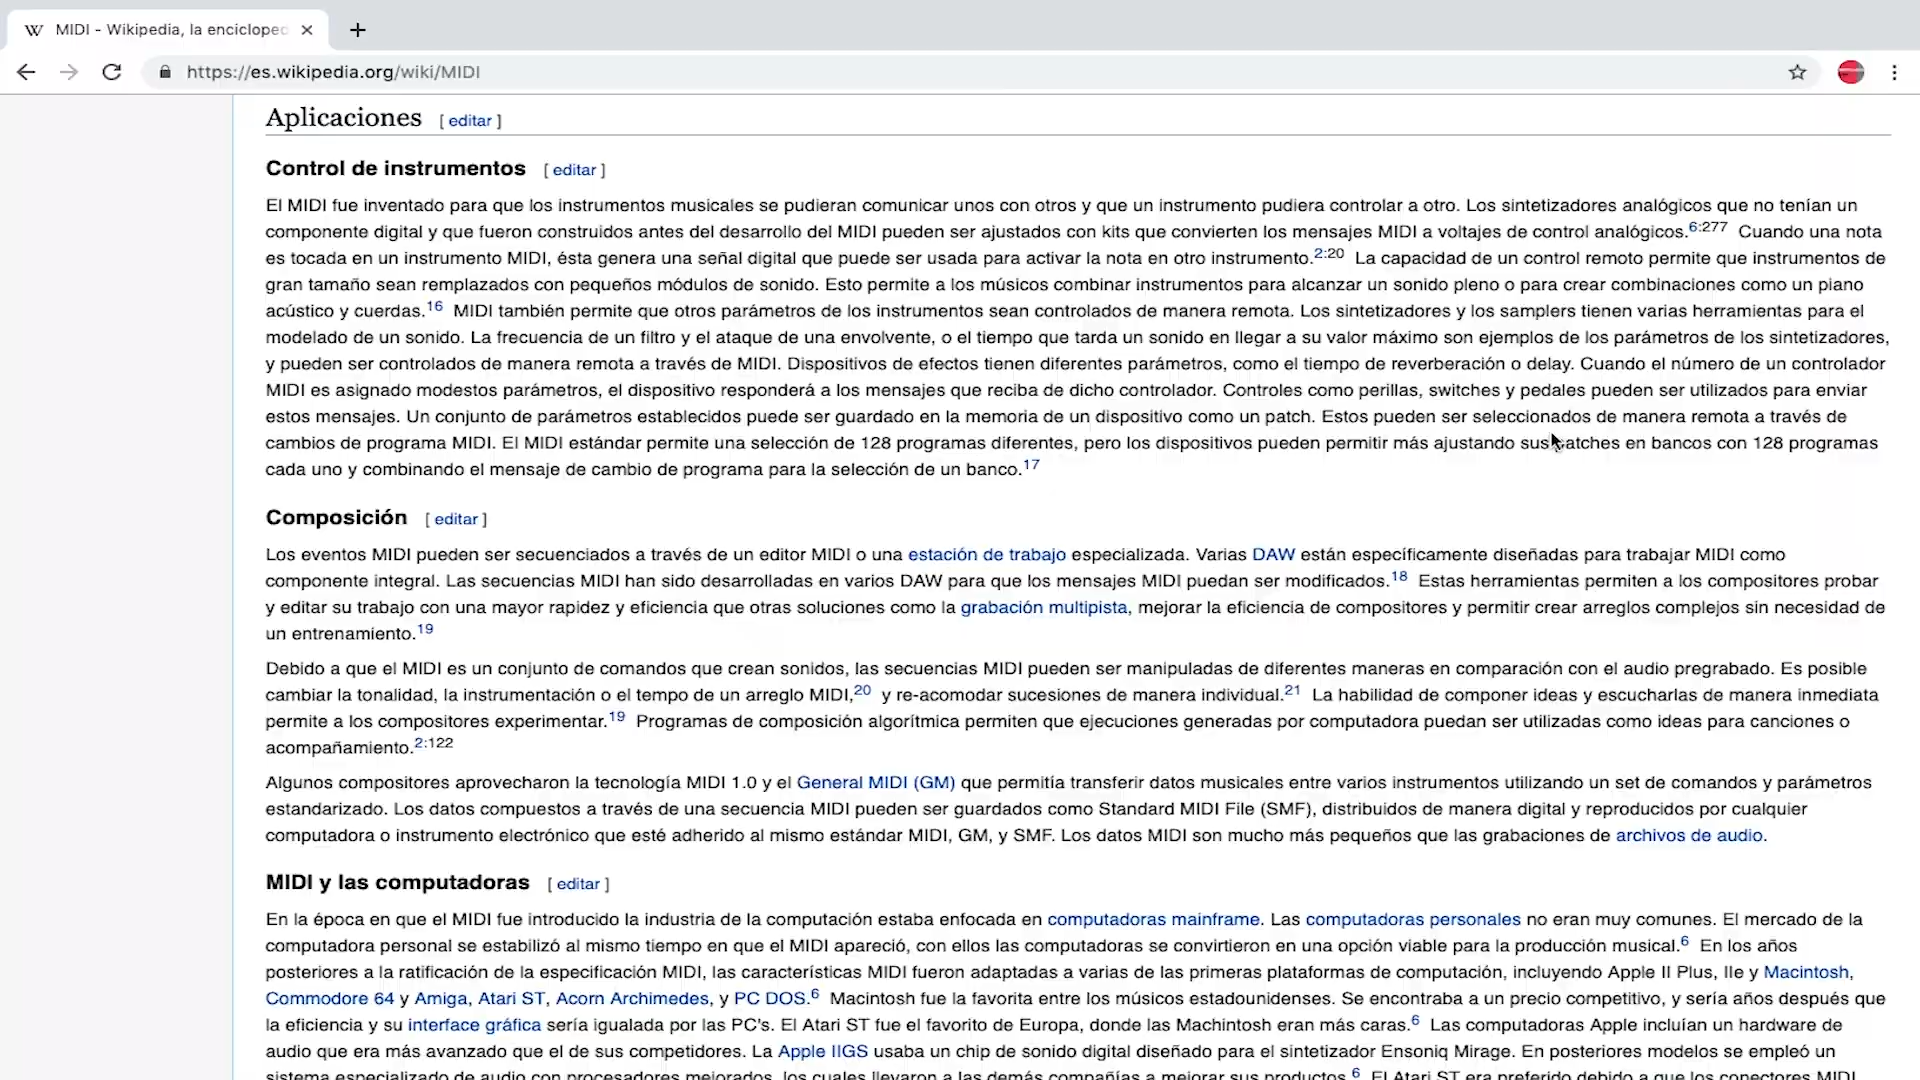 MIDI - Wikipedia, la encicloped
https://es.wikipedia.org/wiki/MIDI
Aplicaciones [ editar ]
Control de instrumentos [ editar ]
El MIDI fue inventado para que los instrumentos musicales se pudieran comunicar unos con otros y que un instrumento pudiera controlar a otro. Los sintetizadores analógicos que no tenían un
componente digital y que fueron construidos antes del desarrollo del MIDI pueden ser ajustados con kits que convierten los mensajes MIDI a voltajes de control analógicos.6:277 Cuando una nota
es tocada en un instrumento MIDI, ésta genera una señal digital que puede ser usada para activar la nota en otro instrumento.2:20 La capacidad de un control remoto permite que instrumentos de
gran tamaño sean remplazados con pequeños módulos de sonido. Esto permite a los músicos combinar instrumentos para alcanzar un sonido pleno o para crear combinaciones como un piano
acústico y cuerdas.16 MIDI también permite que otros parámetros de los instrumentos sean controlados de manera remota. Los sintetizadores y los samplers tienen varias herramientas para el
modelado de un sonido. La frecuencia de un filtro y el ataque de una envolvente, o el tiempo que tarda un sonido en llegar a su valor máximo son ejemplos de los parámetros de los sintetizadores,
y pueden ser controlados de manera remota a través de MIDI. Dispositivos de efectos tienen diferentes parámetros, como el tiempo de reverberación o delay. Cuando el número de un controlador
MIDI es asignado modestos parámetros, el dispositivo responderá a los mensajes que reciba de dicho controlador. Controles como perillas, switches y pedales pueden ser utilizados para enviar
estos mensajes. Un conjunto de parámetros establecidos puede ser guardado en la memoria de un dispositivo como un patch. Estos pueden ser seleccionados de manera remota a través de
cambios de programa MIDI. El MIDI estándar permite una selección de 128 programas diferentes, pero los dispositivos pueden permitir más ajustando sus patches en bancos con 128 programas
cada uno y combinando el mensaje de cambio de programa para la selección de un banco.17
Composición [ editar ]
Los eventos MIDI pueden ser secuenciados a través de un editor MIDI o una estación de trabajo especializada. Varias DAW están específicamente diseñadas para trabajar MIDI como
componente integral. Las secuencias MIDI han sido desarrolladas en varios DAW para que los mensajes MIDI puedan ser modificados.18 Estas herramientas permiten a los compositores probar
y editar su trabajo con una mayor rapidez y eficiencia que otras soluciones como la grabación multipista, mejorar la eficiencia de compositores y permitir crear arreglos complejos sin necesidad de
un entrenamiento.19
Debido a que el MIDI es un conjunto de comandos que crean sonidos, las secuencias MIDI pueden ser manipuladas de diferentes maneras en comparación con el audio pregrabado. Es posible
cambiar la tonalidad, la instrumentación o el tempo de un arreglo MIDI,20 y re-acomodar sucesiones de manera individual.21 La habilidad de componer ideas y escucharlas de manera inmediata
permite a los compositores experimentar.19 Programas de composición algorítmica permiten que ejecuciones generadas por computadora puedan ser utilizadas como ideas para canciones o
acompañamiento.2:122
Algunos compositores aprovecharon la tecnología MIDI 1.0 y el General MIDI (GM) que permitía transferir datos musicales entre varios instrumentos utilizando un set de comandos y parámetros
estandarizado. Los datos compuestos a través de una secuencia MIDI pueden ser guardados como Standard MIDI File (SMF), distribuidos de manera digital y reproducidos por cualquier
computadora o instrumento electrónico que esté adherido al mismo estándar MIDI, GM, y SMF. Los datos MIDI son mucho más pequeños que las grabaciones de archivos de audio.
MIDI y las computadoras [ editar ]
En la época en que el MIDI fue introducido la industria de la computación estaba enfocada en computadoras mainframe. Las computadoras personales no eran muy comunes. El mercado de la
computadora personal se estabilizó al mismo tiempo en que el MIDI apareció, con ellos las computadoras se convirtieron en una opción viable para la producción musical.6 En los años
posteriores a la ratificación de la especificación MIDI, las características MIDI fueron adaptadas a varias de las primeras plataformas de computación, incluyendo Apple II Plus, IIe y Macintosh,
Commodore 64 y Amiga, Atari ST, Acorn Archimedes, y PC DOS.6 Macintosh fue la favorita entre los músicos estadounidenses. Se encontraba a un precio competitivo, y sería años después que
la eficiencia y su interface gráfica sería igualada por las PC's. El Atari ST fue el favorito de Europa, donde las Machintosh eran más caras.6 Las computadoras Apple incluían un hardware de
audio que era más avanzado que el de sus competidores. La Apple IIGS usaba un chip de sonido digital diseñado para el sintetizador Ensoniq Mirage. En posteriores modelos se empleó un
sistema especializado de audio con procesadores mejorados, los cuales llevaron a las demás compañías a mejorar sus productos.6 El Atari ST era preferido debido a que los conectores MIDI